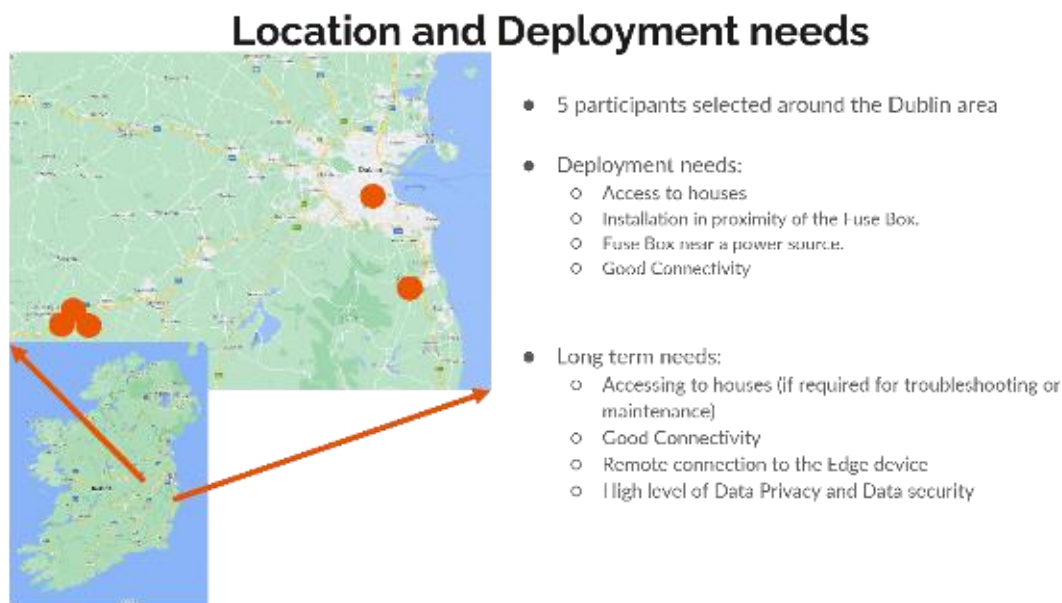 Location and Deployment needs
Dublin
5 participants selected around the Dublin area
Deployment needs:
Access to houses
Installation in proximity of the Fuse Box.
Fuse Box near a power source.
Good Connectivity
Long term needs:
Accessing to houses (if required for troubleshooting or
maintenance)
Good Connectivity
Remote connection to the Edge device
High level of Data Privacy and Data security